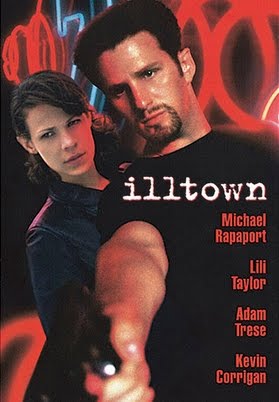 illtown
Michael
Rapaport
Lili
Taylor
Adam
Trese
Kevin
Corrigan